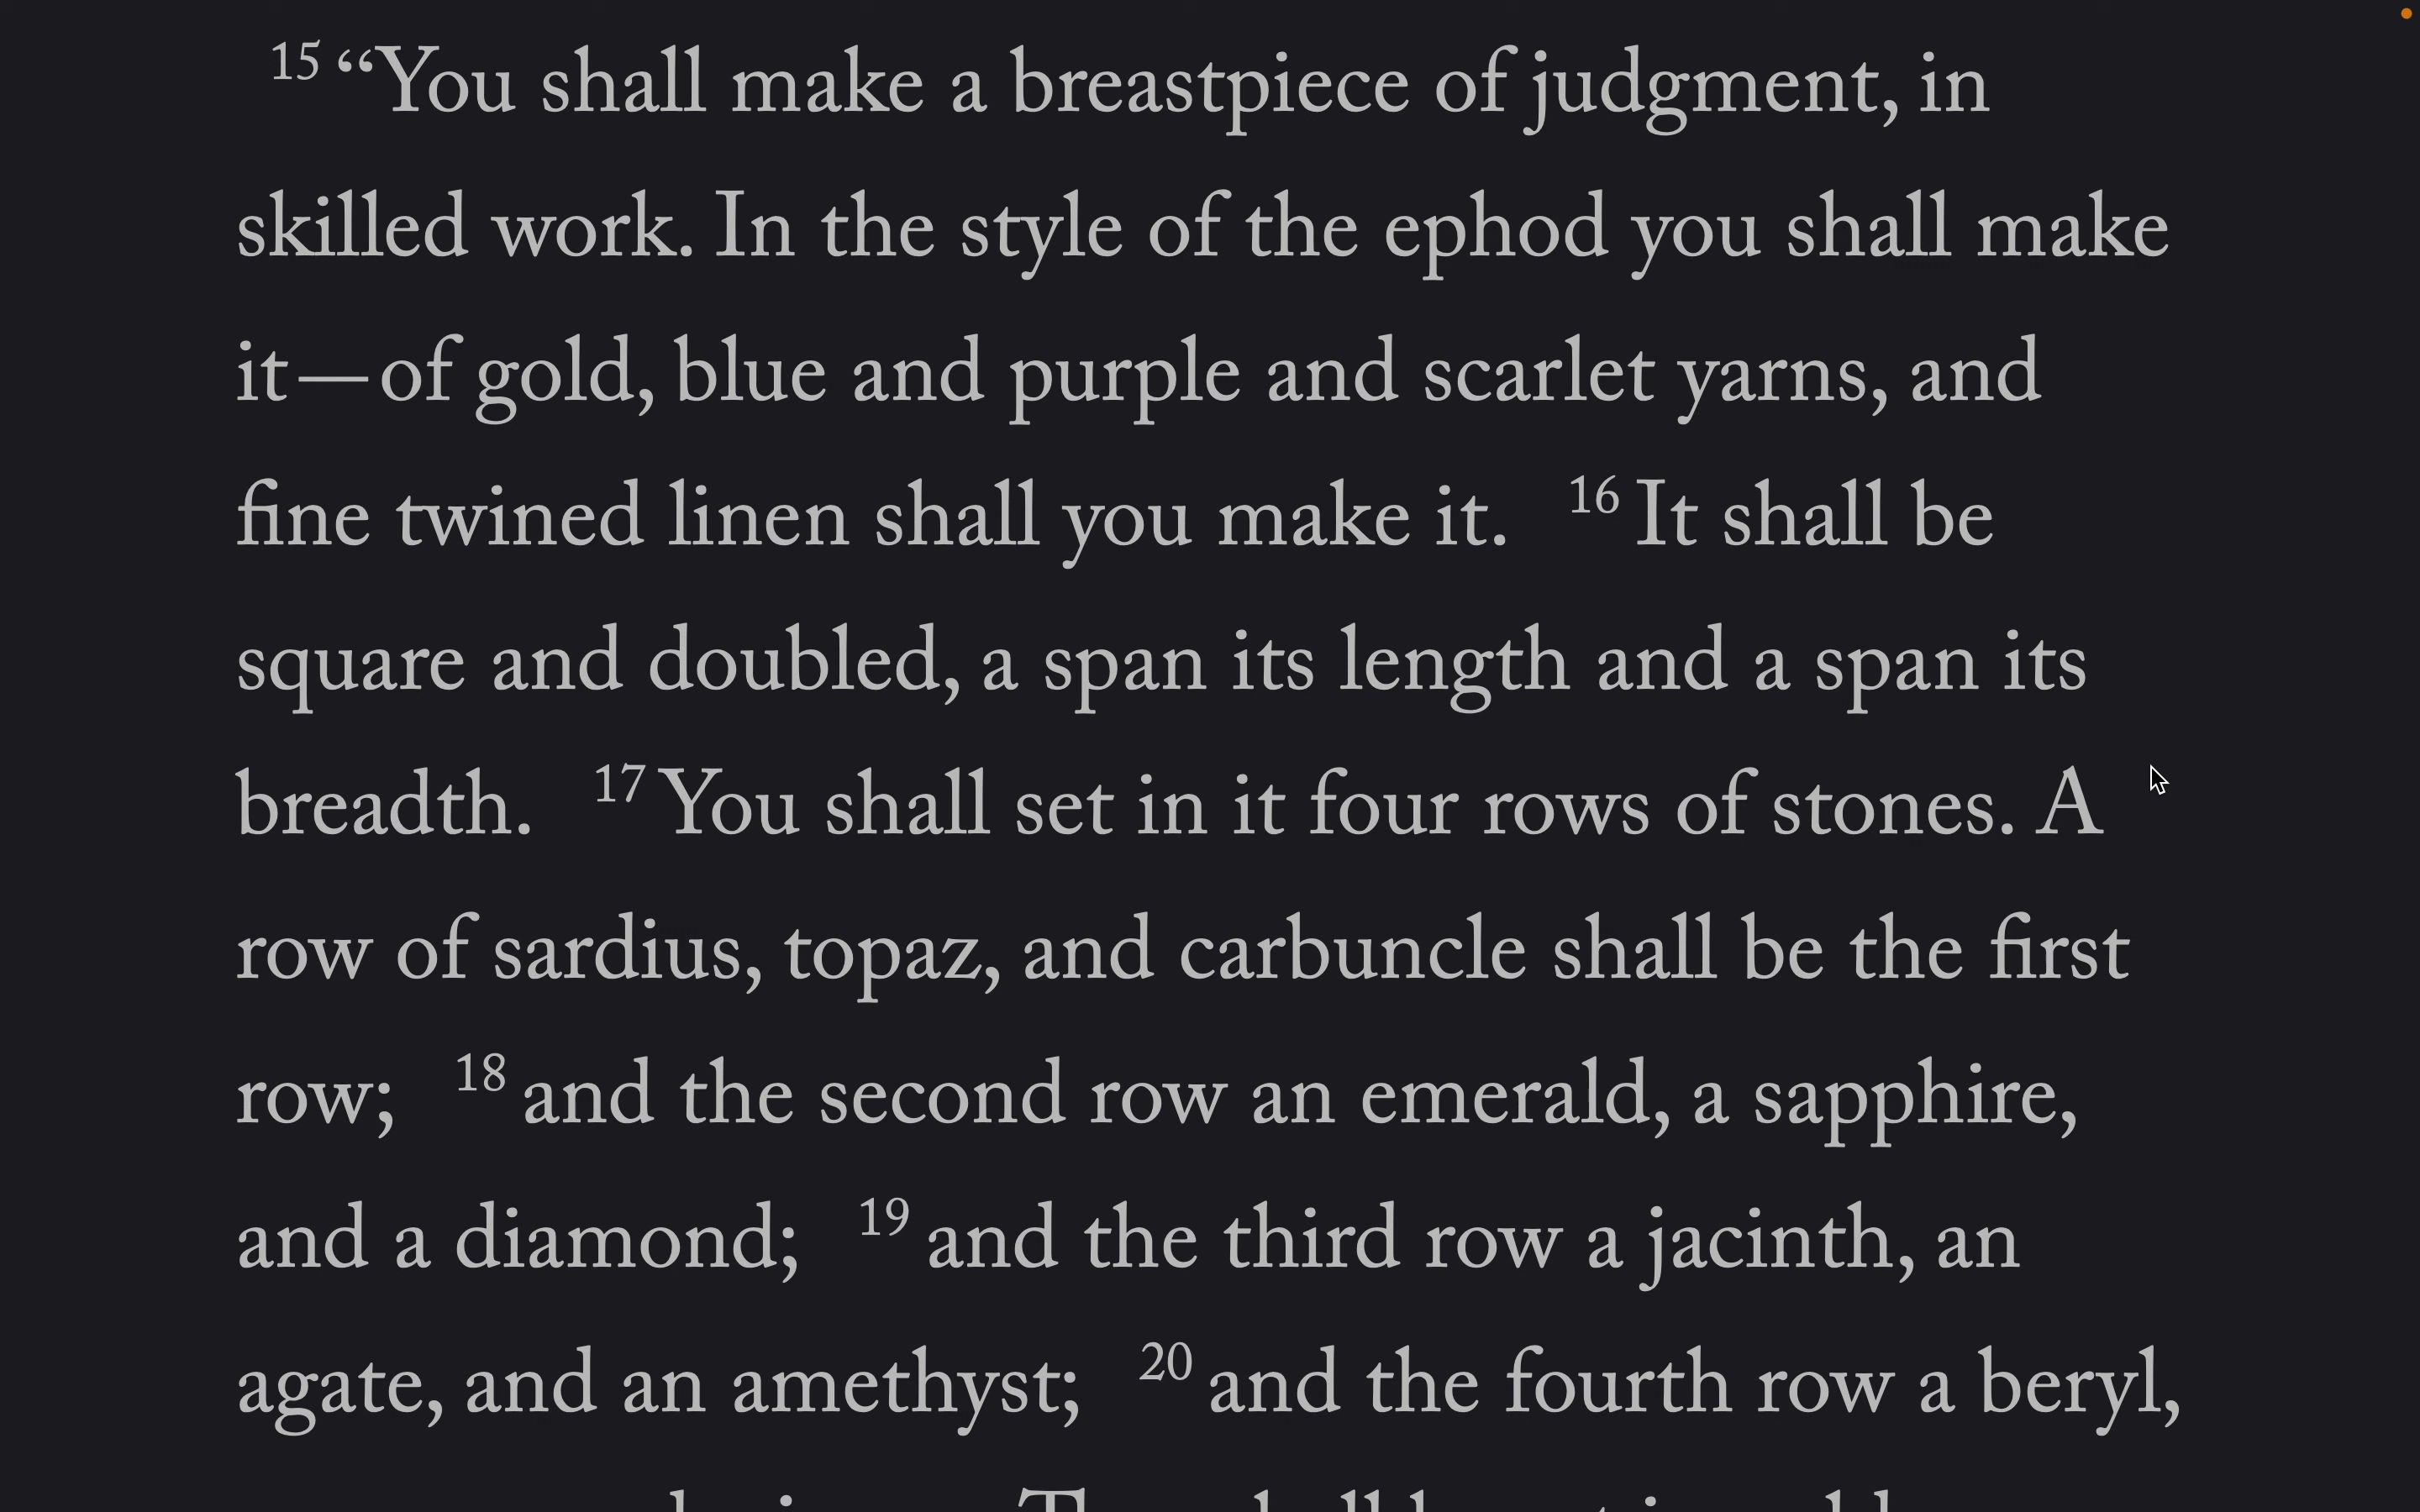 15 “You shall make a breastpiece of judgment, in
skilled work. In the style of the ephod you shall make
it—of gold, blue and purple and scarlet yarns, and
fine twined linen shall you make it. 16 It shall be
square and doubled, a span its length and a span its
breadth. 17 You shall set in it four rows of stones. A
row of sardius, topaz, and carbuncle shall be the first
row; 18 and the second row an emerald, a sapphire,
and a diamond; 19 and the third row a jacinth, an
agate, and an amethyst; 20 and the fourth row a beryl,